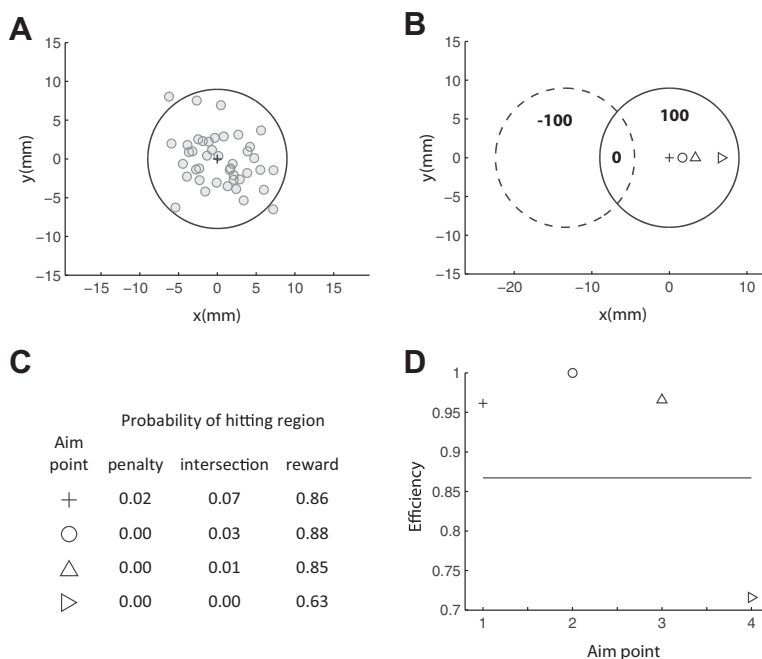 A
15
10
5
0
−5
−10
−15
y(mm)
−15 −10 −5 0 5 10 15
x(mm)
B
15
10
5
0
−5
−10
−15
y(mm)
-100
100
0
−20 −10 0 10
x(mm)
C
Probability of hitting region
Aim
point penalty intersection reward
0.02 0.07 0.86
0.00 0.03 0.88
0.00 0.01 0.85
0.00 0.00 0.63
D
1
0.95
0.9
0.85
0.8
0.75
0.7
Efficiency
1 2 3 4
Aim point